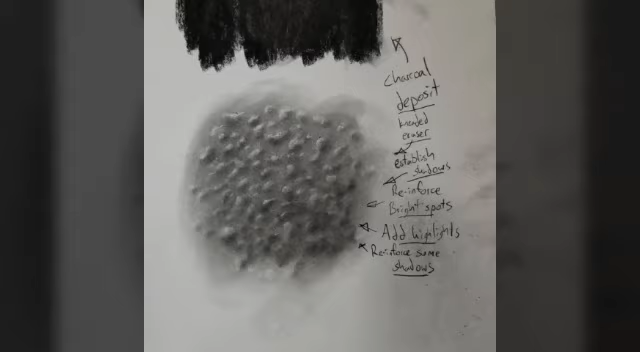 charcoal
deposit
kneaded
eraser
establish
shadows
Re-inforce
Bright spots
Add highlights
Re-inforce some
shadows